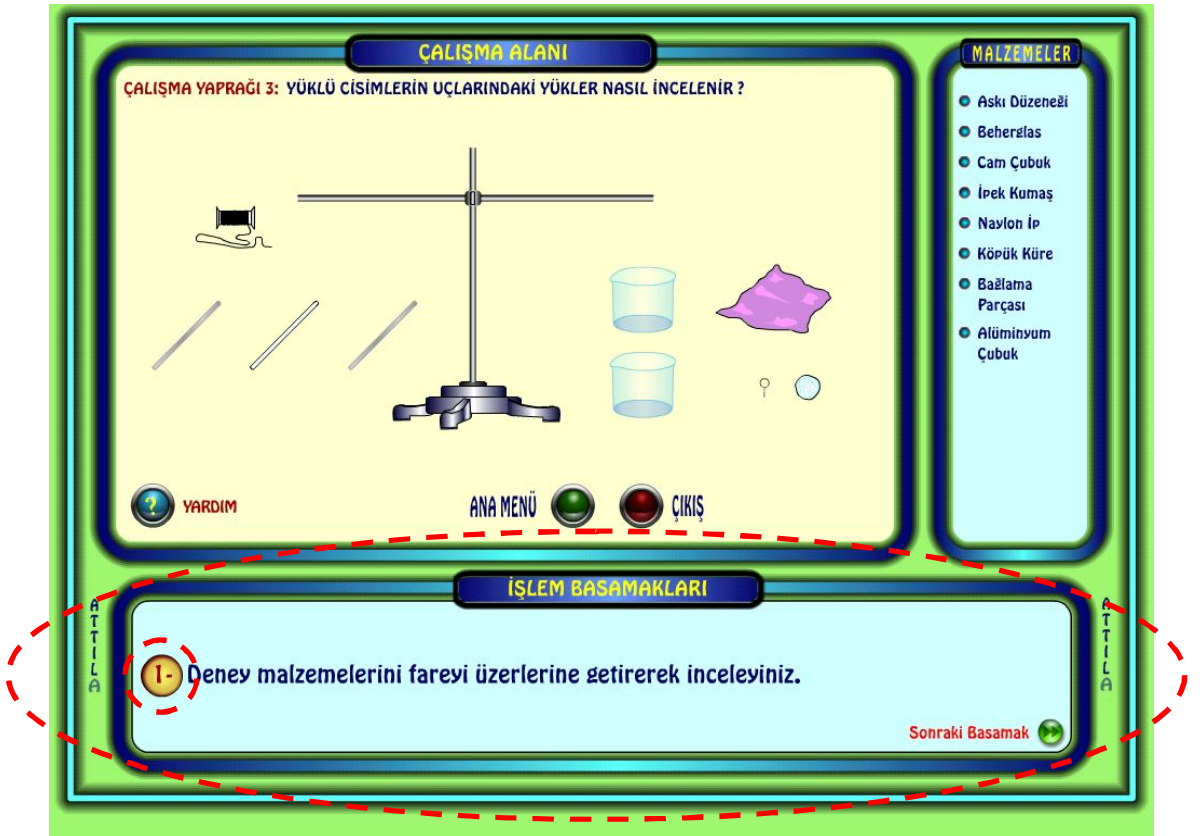 ÇALIŞMA ALANI
ÇALIŞMA YAPRAĞI 3: YÜKLÜ CİSİMLERİN UÇLARINDAKİ YÜKLER NASIL İNCELENİR ?
?
YARDIM
ANA MENÜ
ÇIKIŞ
MALZEMELER
Askı Düzeneği
Beherglas
Cam Çubuk
İpek Kumaş
Naylon İp
Köpük Küre
Bağlama
Parçası
Alüminyum
Çubuk
İŞLEM BASAMAKLARI
ATTILA
1- Deney malzemelerini fareyi üzerlerine getirerek inceleyiniz.
Sonraki Basamak
ATTILA